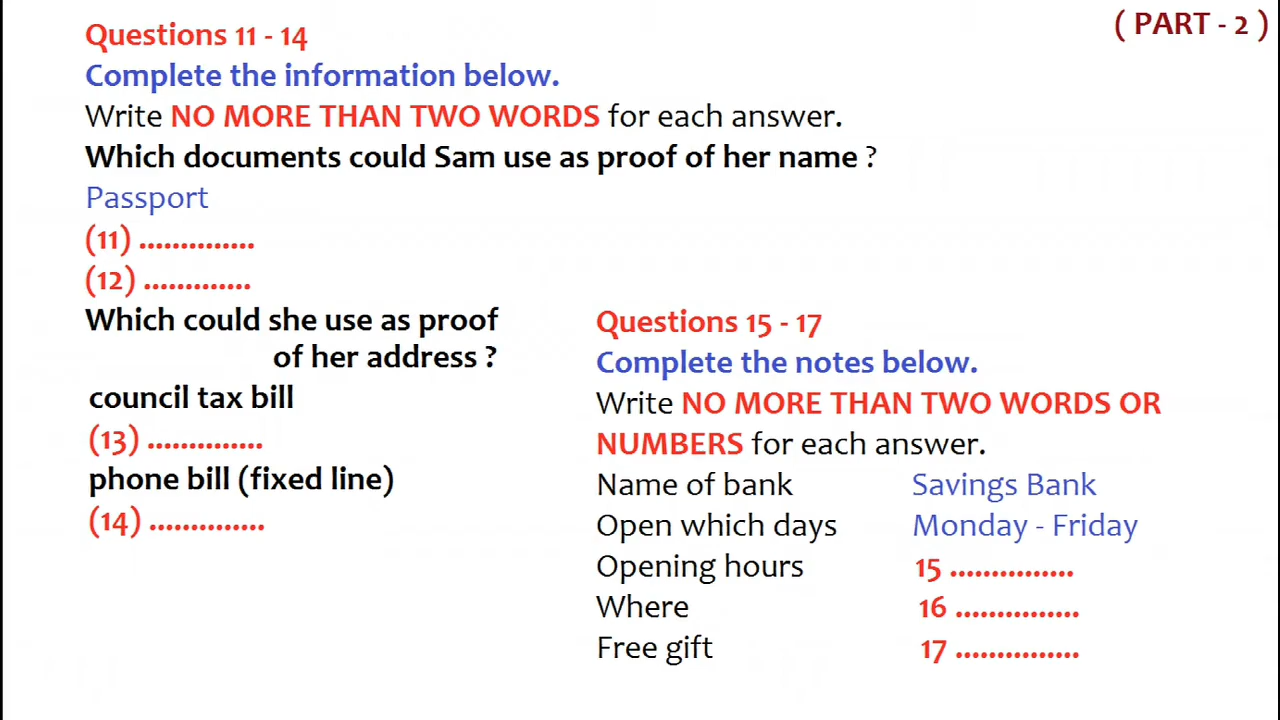 ( PART - 2 )
Questions 11 - 14
Complete the information below.
Write NO MORE THAN TWO WORDS for each answer.
Which documents could Sam use as proof of her name ?
Passport
(11) ..............
(12) .............
Which could she use as proof
of her address ?
council tax bill
(13) ..............
phone bill (fixed line)
(14) ..............
Questions 15 - 17
Complete the notes below.
Write NO MORE THAN TWO WORDS OR
NUMBERS for each answer.
Name of bank Savings Bank
Open which days Monday - Friday
Opening hours 15 ...............
Where 16 ...............
Free gift 17 ...............